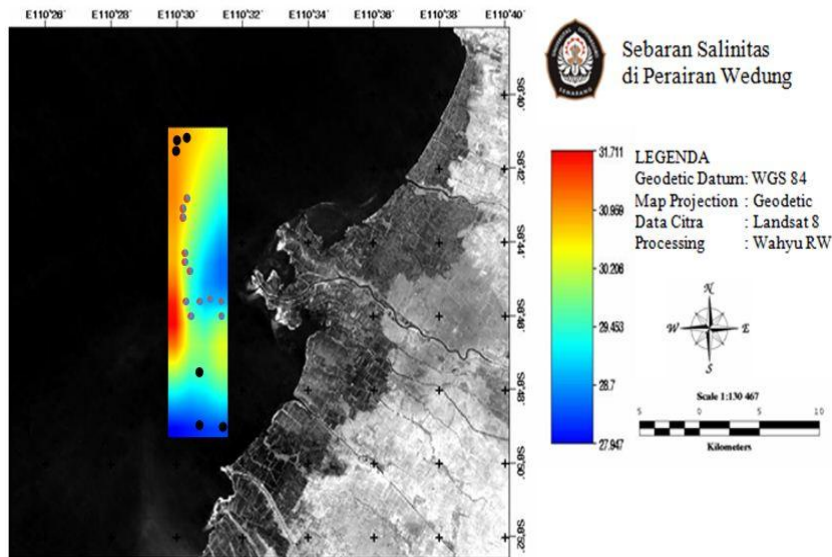 E110°26' E110°28' E110°30' E110°32' E110°34' E110°36' E110°38' E110°40'
S6°40'
S6°42'
S6°44'
S6°46'
S6°48'
S6°50'
S6°52'
SEMARANG
Sebaran Salinitas
di Perairan Wedung
31.711
30.959
30.206
29.453
28.7
27.947
LEGENDA
Geodetic Datum: WGS 84
Map Projection : Geodetic
Data Citra : Landsat 8
Processing : Wahyu RW
N
W E
S
Scale 1:130 467
5 0 5 10
Kilometers